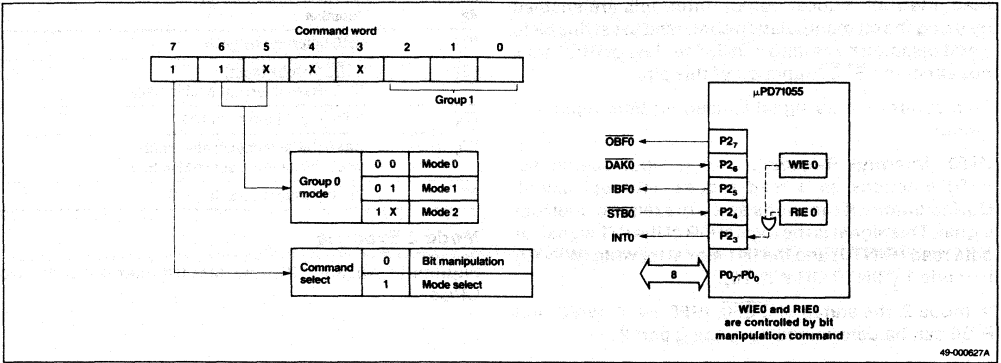 Command word
7 6 5 4 3 2 1 0
1 1 X X X
Group 1
Group 0 mode
0 0 Mode 0
0 1 Mode 1
1 X Mode 2
Command select
0 Bit manipulation
1 Mode select
μPD71055
OBF0 P2₇
DAK0 P2₆ WIE 0
IBF0 P2₅
STB0 P2₄ RIE 0
INT0 P2₃
8 P0₇-P0₀
WIE0 and RIE0
are controlled by bit
manipulation command
49-000627A